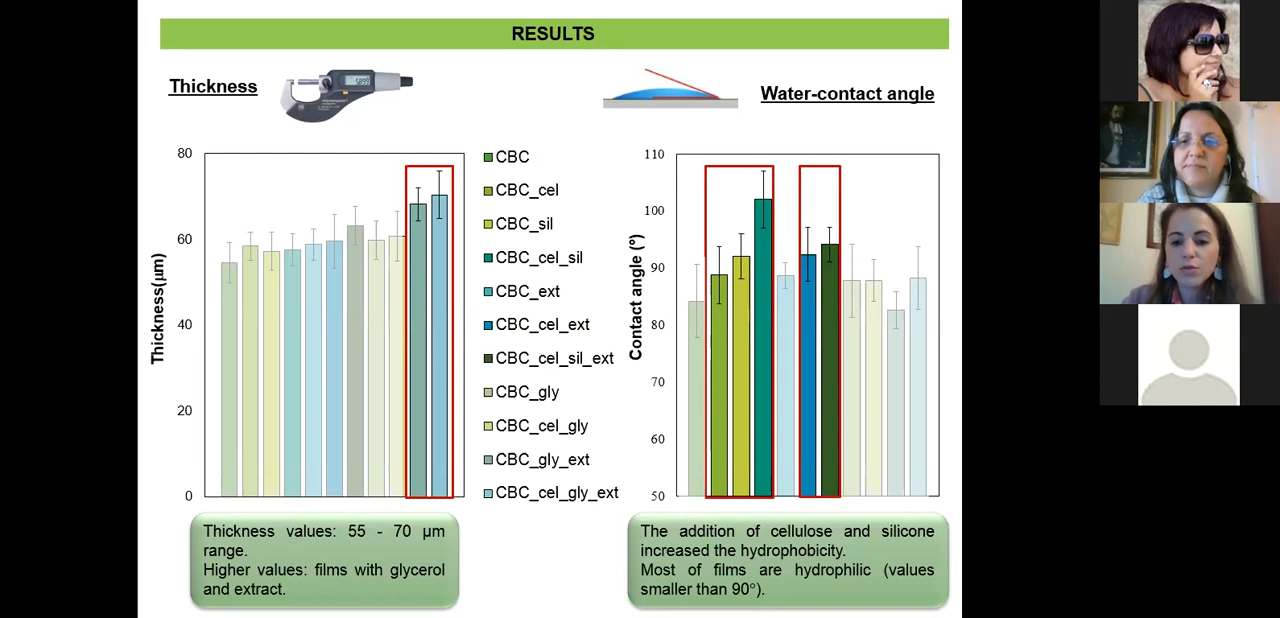 RESULTS
Thickness
Water-contact angle
Thickness(µm)
80
60
40
20
0
CBC
CBC_cel
CBC_sil
CBC_cel_sil
CBC_ext
CBC_cel_ext
CBC_cel_sil_ext
CBC_gly
CBC_cel_gly
CBC_gly_ext
CBC_cel_gly_ext
Contact angle (º)
110
100
90
80
70
60
50
Thickness values: 55 - 70 µm
range.
Higher values: films with glycerol
and extract.
The addition of cellulose and silicone
increased the hydrophobicity.
Most of films are hydrophilic (values
smaller than 90°).